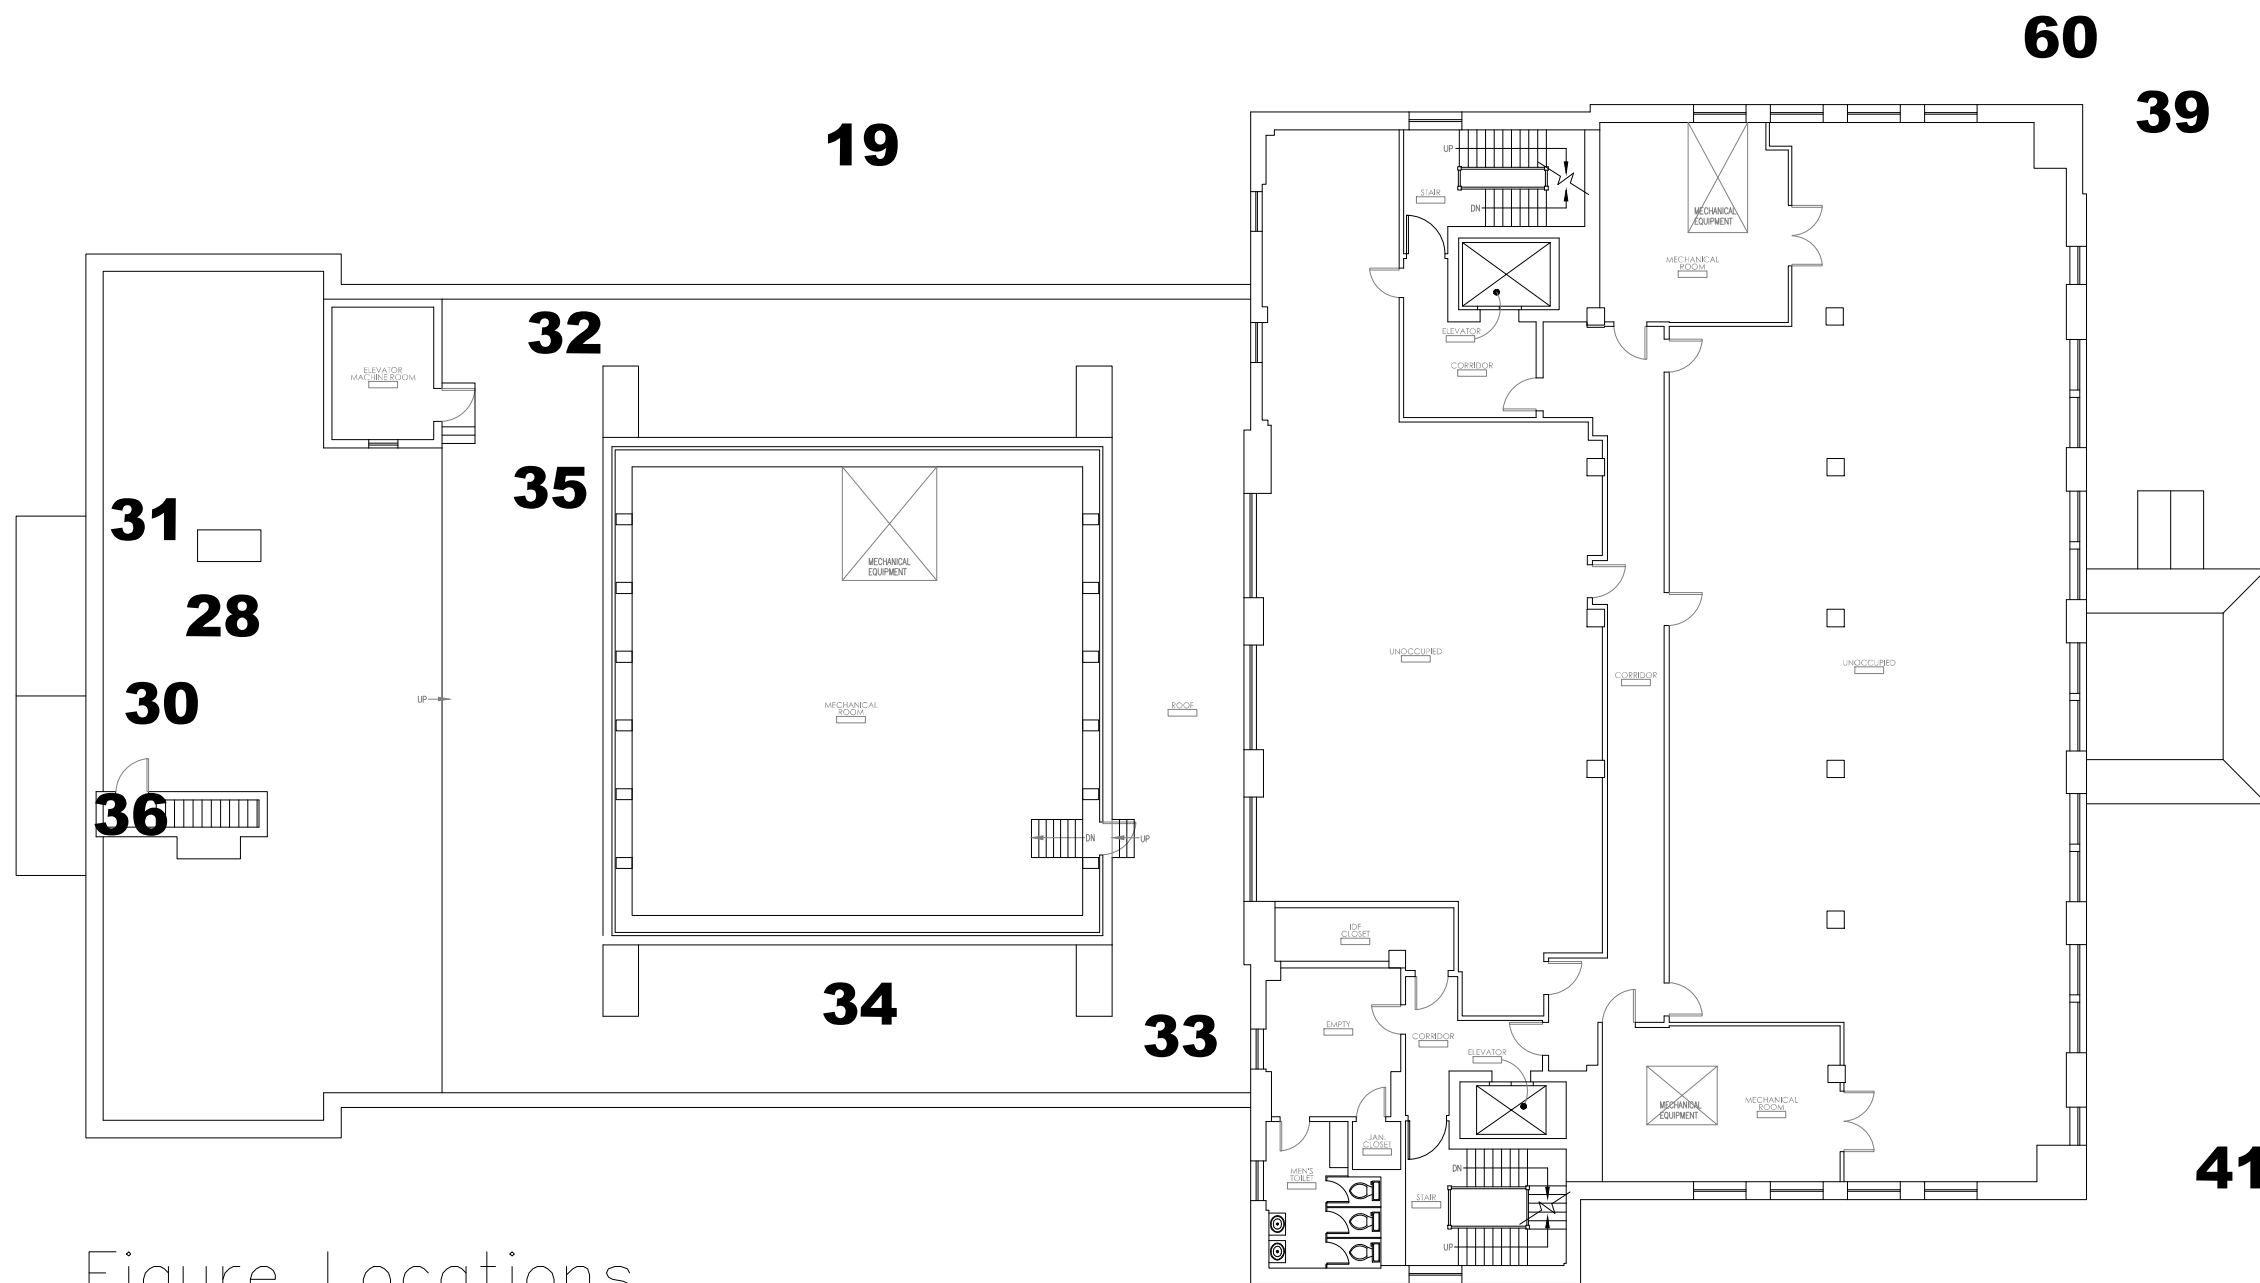 60
39
19
UP
STAIR
DN
MECHANICAL
EQUIPMENT
MECHANICAL
ROOM
32
ELEVATOR
CORRIDOR
ELEVATOR
MACHINE ROOM
35
31
MECHANICAL
EQUIPMENT
28
UNOCCUPIED
UNOCCUPIED
CORRIDOR
30
UP
MECHANICAL
ROOM
ROOF
36
DN
UP
IDF
CLOSET
34
33
EMPTY
CORRIDOR
ELEVATOR
MECHANICAL
EQUIPMENT
MECHANICAL
ROOM
JAN.
CLOSET
MEN'S
TOILET
DN
STAIR
UP
41
Figure Locations